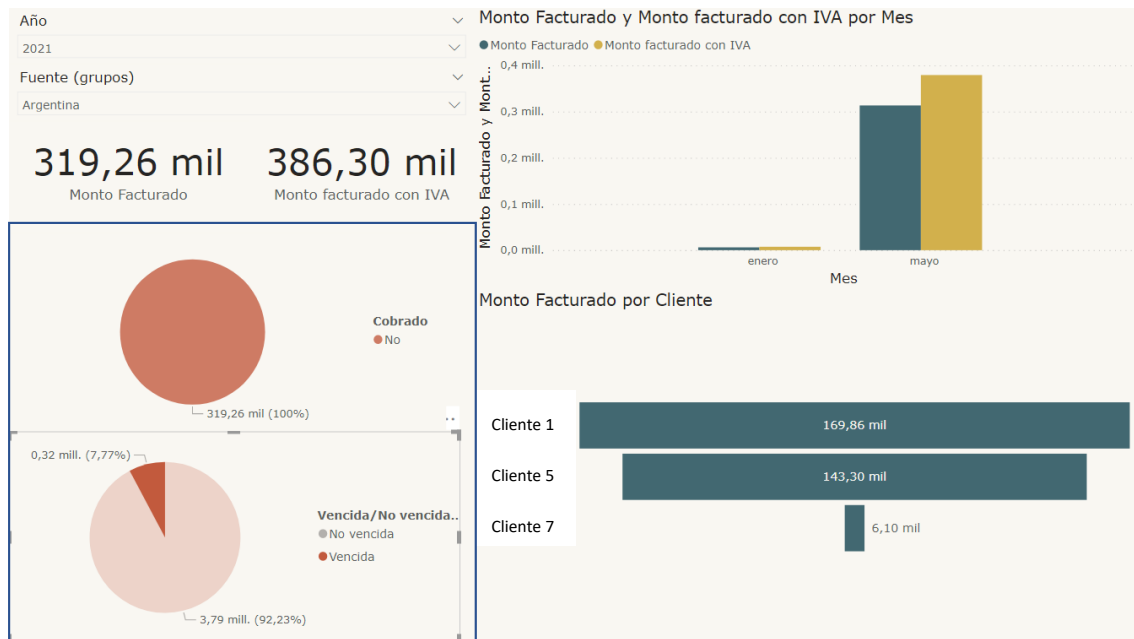 Año
2021
Fuente (grupos)
Argentina
319,26 mil
Monto Facturado
386,30 mil
Monto facturado con IVA
Cobrado
No
319,26 mil (100%)
0,32 mill. (7,77%)
Vencida/No vencida..
No vencida
Vencida
3,79 mill. (92,23%)
Monto Facturado y Monto facturado con IVA por Mes
Monto Facturado Monto facturado con IVA
Monto Facturado y Mont...
0,4 mill.
0,3 mill.
0,2 mill.
0,1 mill.
0,0 mill.
enero mayo
Mes
Monto Facturado por Cliente
Cliente 1 169,86 mil
Cliente 5 143,30 mil
Cliente 7 6,10 mil